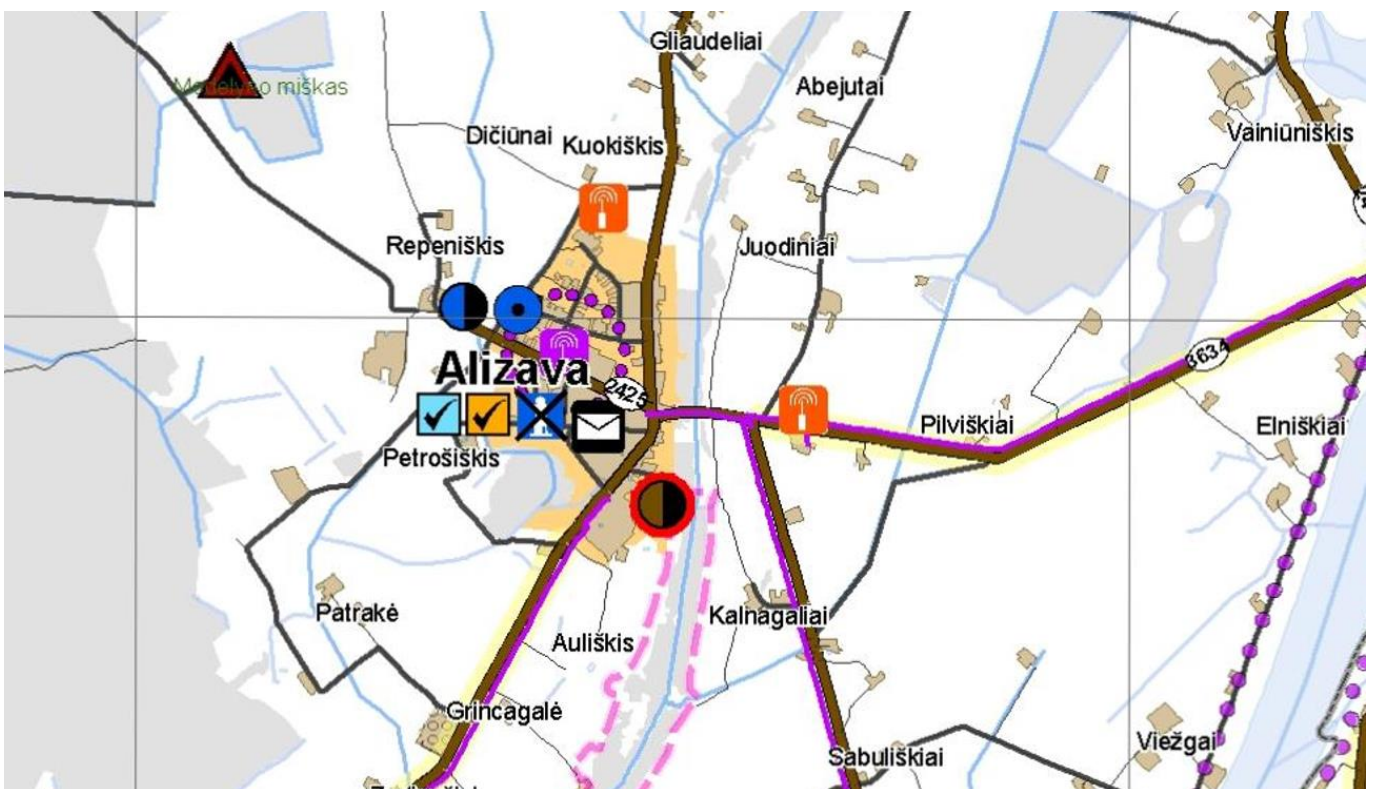 Gliaudeliai
miškas
Abejutai
Dičiūnai
Kuokiškis
Vainiūniškis
Repeniškis
Juodiniai
3634
Alizava
2425
Pilviškiai
Elniškiai
Petrošiškis
Patrakė
Kalnagaliai
Auliškis
Grincagalė
Viežgai
Sabuliškiai